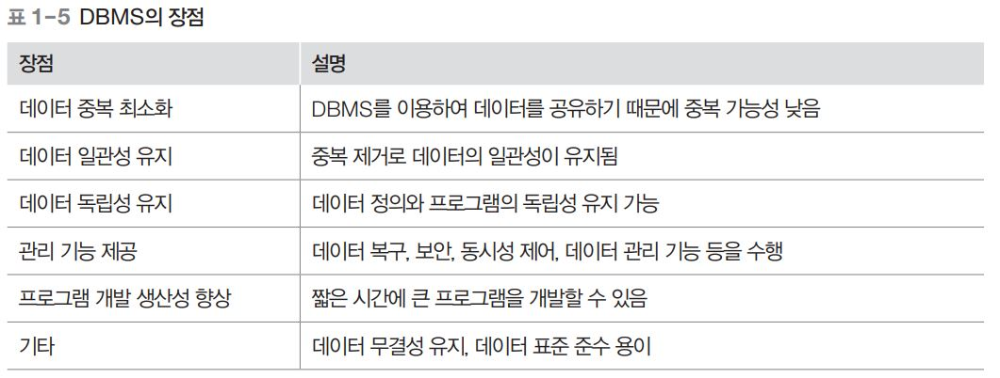 표 1-5 DBMS의 장점
장점 설명
데이터 중복 최소화 DBMS를 이용하여 데이터를 공유하기 때문에 중복 가능성 낮음
데이터 일관성 유지 중복 제거로 데이터의 일관성이 유지됨
데이터 독립성 유지 데이터 정의와 프로그램의 독립성 유지 가능
관리 기능 제공 데이터 복구, 보안, 동시성 제어, 데이터 관리 기능 등을 수행
프로그램 개발 생산성 향상 짧은 시간에 큰 프로그램을 개발할 수 있음
기타 데이터 무결성 유지, 데이터 표준 준수 용이